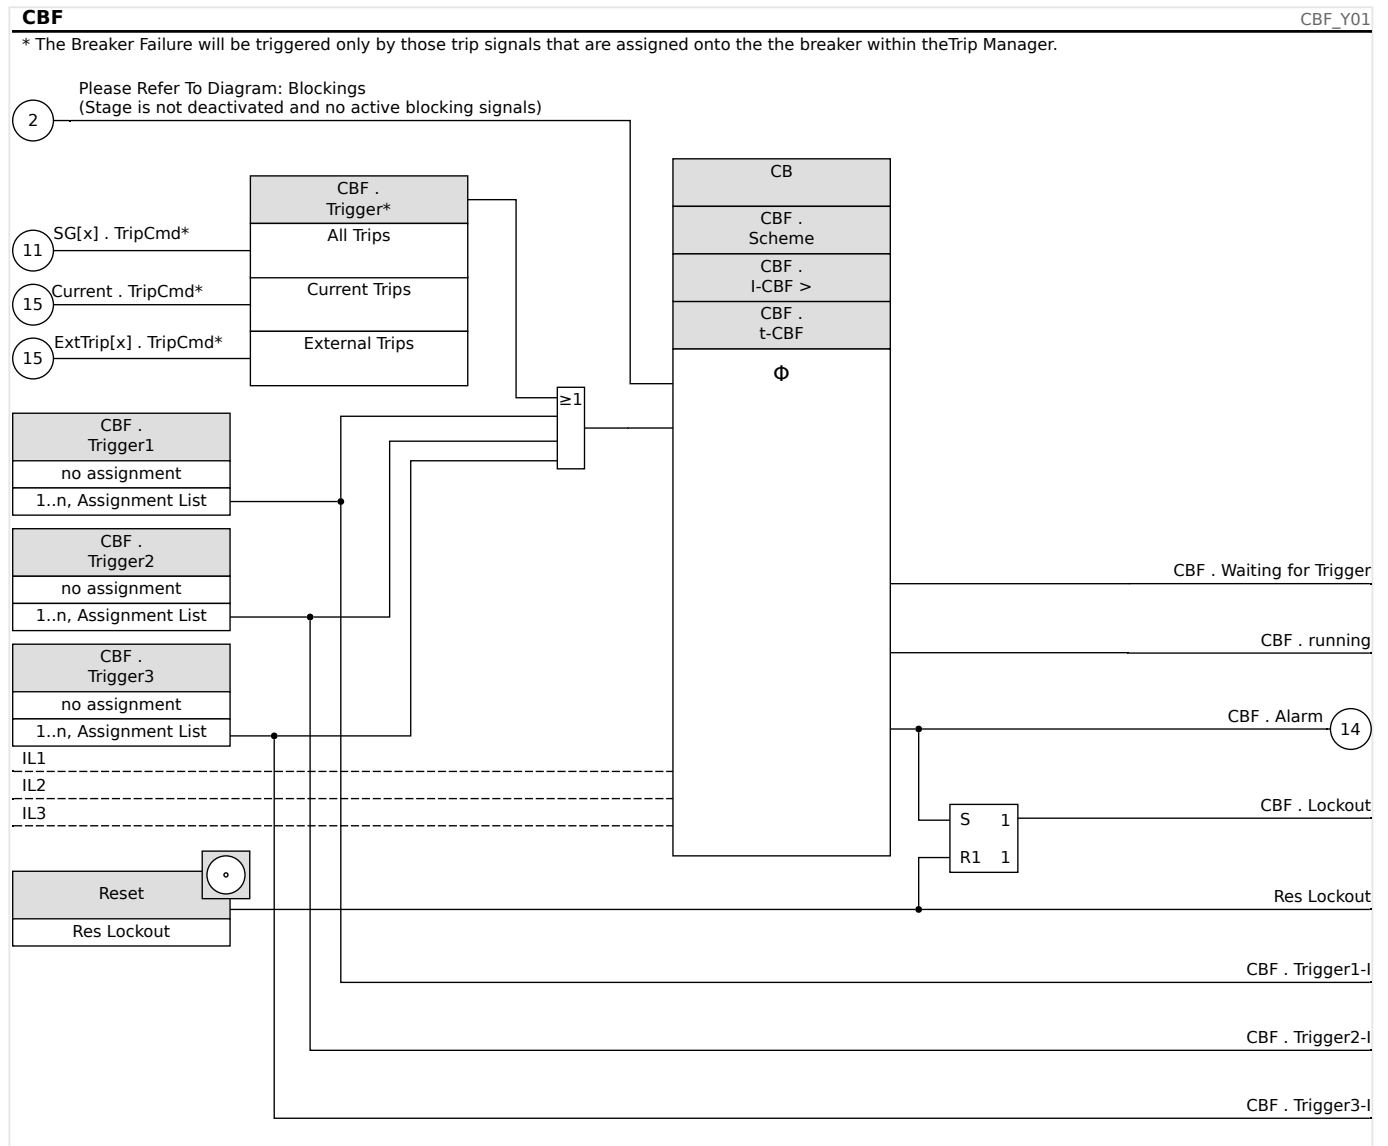 CBF
CBF_Y01
* The Breaker Failure will be triggered only by those trip signals that are assigned onto the the breaker within theTrip Manager.
Please Refer To Diagram: Blockings
(Stage is not deactivated and no active blocking signals)
2
CBF .
Trigger*
All Trips
Current Trips
External Trips
SG[x] . TripCmd*
11
Current . TripCmd*
15
ExtTrip[x] . TripCmd*
15
CB
CBF .
Scheme
CBF .
I-CBF >
CBF .
t-CBF
Φ
≥1
CBF .
Trigger1
no assignment
1..n, Assignment List
CBF .
Trigger2
no assignment
1..n, Assignment List
CBF .
Trigger3
no assignment
1..n, Assignment List
IL1
IL2
IL3
Reset
Res Lockout
CBF . Waiting for Trigger
CBF . running
CBF . Alarm
14
S 1
R1 1
CBF . Lockout
Res Lockout
CBF . Trigger1-I
CBF . Trigger2-I
CBF . Trigger3-I